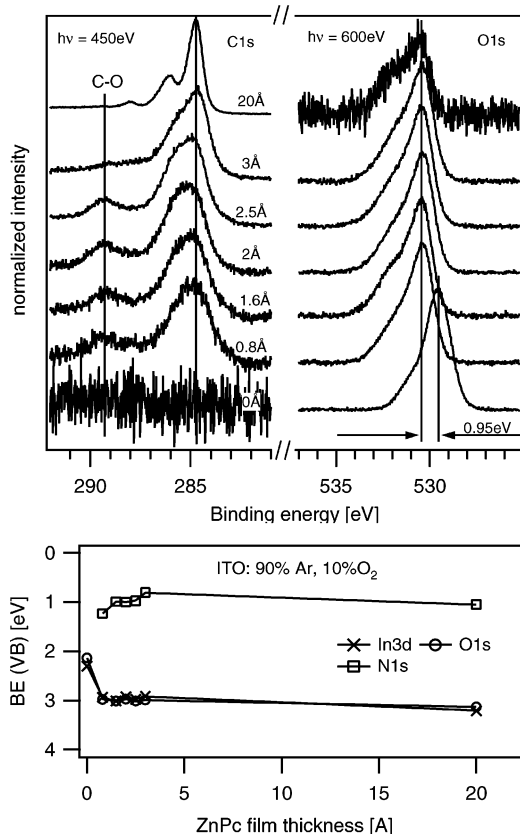 hν = 450eV
C1s
hν = 600eV
O1s
C-O
20Å
3Å
2.5Å
2Å
1.6Å
0.8Å
0Å
0.95eV
normalized intensity
290
285
535
530
Binding energy [eV]
ITO: 90% Ar, 10%O₂
In3d
O1s
N1s
BE (VB) [eV]
0
1
2
3
4
0
5
10
15
20
ZnPc film thickness [A]